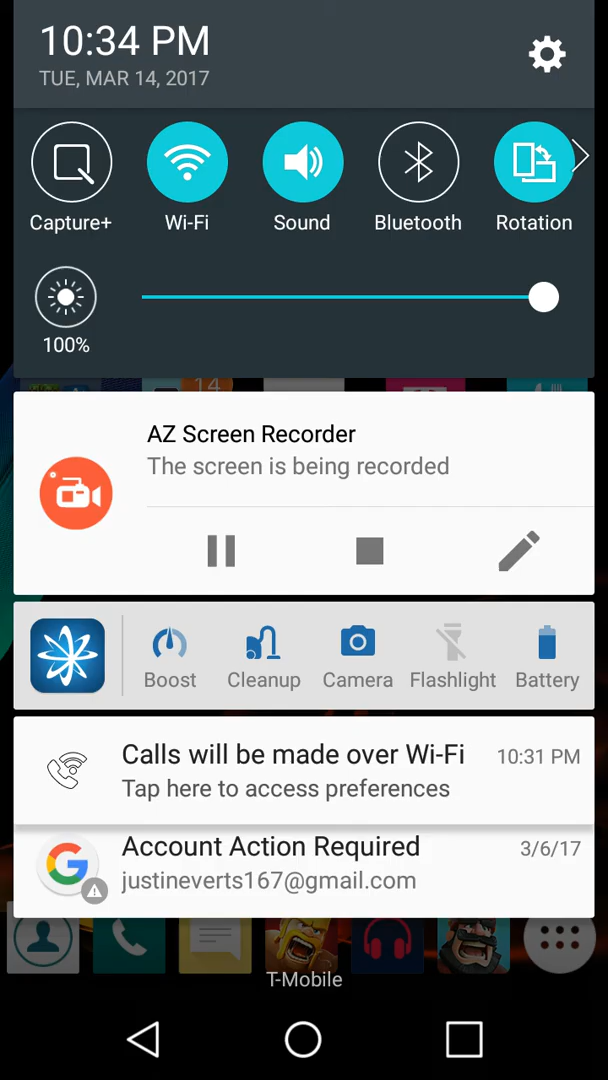 10:34 PM
TUE, MAR 14, 2017
Capture+ Wi-Fi Sound Bluetooth Rotation
100%
14
AZ Screen Recorder
The screen is being recorded
Boost Cleanup Camera Flashlight Battery
Calls will be made over Wi-Fi 10:31 PM
Tap here to access preferences
Account Action Required 3/6/17
justineverts167@gmail.com
T-Mobile